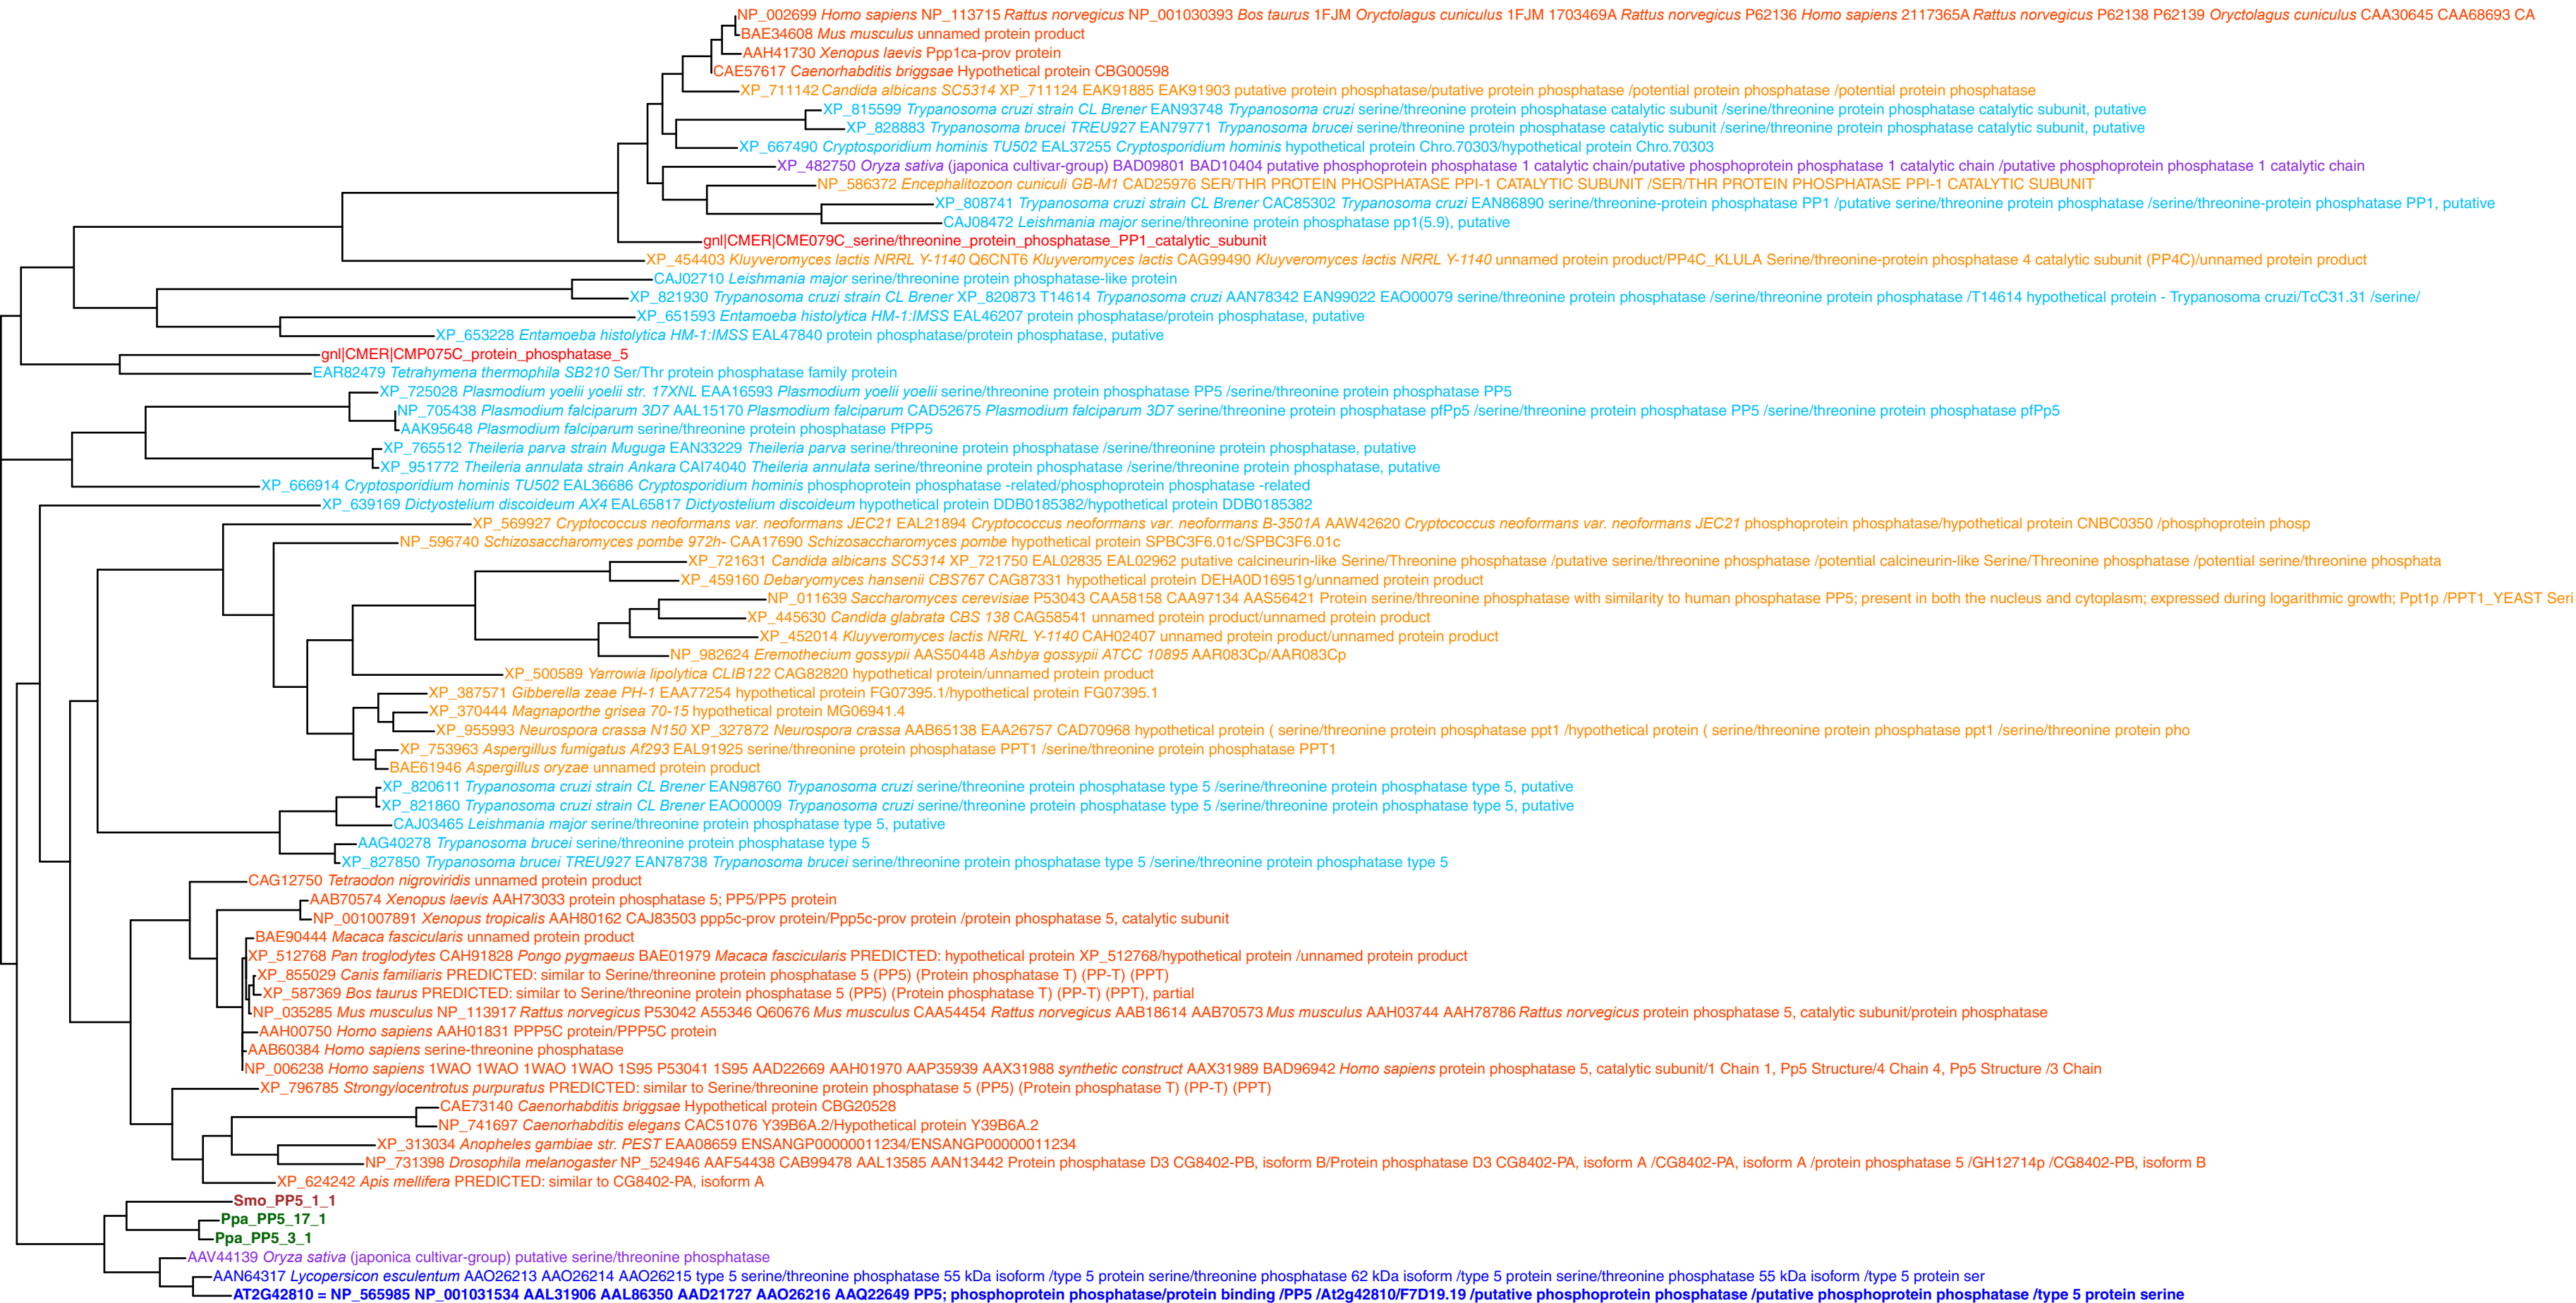 NP_002699 Homo sapiens NP_113715 Rattus norvegicus NP_001030393 Bos taurus 1FJM Oryctolagus cuniculus 1FJM 1703469A Rattus norvegicus P62136 Homo sapiens 2117365A Rattus norvegicus P62138 P62139 Oryctolagus cuniculus CAA30645 CAA68693 CA
BAE34608 Mus musculus unnamed protein product
AAH41730 Xenopus laevis Ppp1ca-prov protein
CAE57617 Caenorhabditis briggsae Hypothetical protein CBG00598
XP_711142 Candida albicans SC5314 XP_711124 EAK91885 EAK91903 putative protein phosphatase/putative protein phosphatase /potential protein phosphatase /potential protein phosphatase
XP_815599 Trypanosoma cruzi strain CL Brener EAN93748 Trypanosoma cruzi serine/threonine protein phosphatase catalytic subunit /serine/threonine protein phosphatase catalytic subunit, putative
XP_828883 Trypanosoma brucei TREU927 EAN79771 Trypanosoma brucei serine/threonine protein phosphatase catalytic subunit /serine/threonine protein phosphatase catalytic subunit, putative
XP_667490 Cryptosporidium hominis TU502 EAL37255 Cryptosporidium hominis hypothetical protein Chro.70303/hypothetical protein Chro.70303
XP_482750 Oryza sativa (japonica cultivar-group) BAD09801 BAD10404 putative phosphoprotein phosphatase 1 catalytic chain/putative phosphoprotein phosphatase 1 catalytic chain /putative phosphoprotein phosphatase 1 catalytic chain
NP_586372 Encephalitozoon cuniculi GB-M1 CAD25976 SER/THR PROTEIN PHOSPHATASE PPI-1 CATALYTIC SUBUNIT /SER/THR PROTEIN PHOSPHATASE PPI-1 CATALYTIC SUBUNIT
XP_808741 Trypanosoma cruzi strain CL Brener CAC85302 Trypanosoma cruzi EAN86890 serine/threonine-protein phosphatase PP1 /putative serine/threonine protein phosphatase /serine/threonine-protein phosphatase PP1, putative
CAJ08472 Leishmania major serine/threonine protein phosphatase pp1(5.9), putative
gnl|CMER|CME079C_serine/threonine_protein_phosphatase_PP1_catalytic_subunit
XP_454403 Kluyveromyces lactis NRRL Y-1140 Q6CNT6 Kluyveromyces lactis CAG99490 Kluyveromyces lactis NRRL Y-1140 unnamed protein product/PP4C_KLULA Serine/threonine-protein phosphatase 4 catalytic subunit (PP4C)/unnamed protein product
CAJ02710 Leishmania major serine/threonine protein phosphatase-like protein
XP_821930 Trypanosoma cruzi strain CL Brener XP_820873 T14614 Trypanosoma cruzi AAN78342 EAN99022 EAO00079 serine/threonine protein phosphatase /serine/threonine protein phosphatase /T14614 hypothetical protein - Trypanosoma cruzi/TcC31.31 /serine/
XP_651593 Entamoeba histolytica HM-1:IMSS EAL46207 protein phosphatase/protein phosphatase, putative
XP_653228 Entamoeba histolytica HM-1:IMSS EAL47840 protein phosphatase/protein phosphatase, putative
gnl|CMER|CMP075C_protein_phosphatase_5
EAR82479 Tetrahymena thermophila SB210 Ser/Thr protein phosphatase family protein
XP_725028 Plasmodium yoelii yoelii str. 17XNL EAA16593 Plasmodium yoelii yoelii serine/threonine protein phosphatase PP5 /serine/threonine protein phosphatase PP5
NP_705438 Plasmodium falciparum 3D7 AAL15170 Plasmodium falciparum CAD52675 Plasmodium falciparum 3D7 serine/threonine protein phosphatase pfPp5 /serine/threonine protein phosphatase PP5 /serine/threonine protein phosphatase pfPp5
AAK95648 Plasmodium falciparum serine/threonine protein phosphatase PfPP5
XP_765512 Theileria parva strain Muguga EAN33229 Theileria parva serine/threonine protein phosphatase /serine/threonine protein phosphatase, putative
XP_951772 Theileria annulata strain Ankara CAI74040 Theileria annulata serine/threonine protein phosphatase /serine/threonine protein phosphatase, putative
XP_666914 Cryptosporidium hominis TU502 EAL36686 Cryptosporidium hominis phosphoprotein phosphatase -related/phosphoprotein phosphatase -related
XP_639169 Dictyostelium discoideum AX4 EAL65817 Dictyostelium discoideum hypothetical protein DDB0185382/hypothetical protein DDB0185382
XP_569927 Cryptococcus neoformans var. neoformans JEC21 EAL21894 Cryptococcus neoformans var. neoformans B-3501A AAW42620 Cryptococcus neoformans var. neoformans JEC21 phosphoprotein phosphatase/hypothetical protein CNBC0350 /phosphoprotein phosp
NP_596740 Schizosaccharomyces pombe 972h- CAA17690 Schizosaccharomyces pombe hypothetical protein SPBC3F6.01c/SPBC3F6.01c
XP_721631 Candida albicans SC5314 XP_721750 EAL02835 EAL02962 putative calcineurin-like Serine/Threonine phosphatase /putative serine/threonine phosphatase /potential calcineurin-like Serine/Threonine phosphatase /potential serine/threonine phosphata
XP_459160 Debaryomyces hansenii CBS767 CAG87331 hypothetical protein DEHA0D16951g/unnamed protein product
NP_011639 Saccharomyces cerevisiae P53043 CAA58158 CAA97134 AAS56421 Protein serine/threonine phosphatase with similarity to human phosphatase PP5; present in both the nucleus and cytoplasm; expressed during logarithmic growth; Ppt1p /PPT1_YEAST Seri
XP_445630 Candida glabrata CBS 138 CAG58541 unnamed protein product/unnamed protein product
XP_452014 Kluyveromyces lactis NRRL Y-1140 CAH02407 unnamed protein product/unnamed protein product
NP_982624 Eremothecium gossypii AAS50448 Ashbya gossypii ATCC 10895 AAR083Cp/AAR083Cp
XP_500589 Yarrowia lipolytica CLIB122 CAG82820 hypothetical protein/unnamed protein product
XP_387571 Gibberella zeae PH-1 EAA77254 hypothetical protein FG07395.1/hypothetical protein FG07395.1
XP_370444 Magnaporthe grisea 70-15 hypothetical protein MG06941.4
XP_955993 Neurospora crassa N150 XP_327872 Neurospora crassa AAB65138 EAA26757 CAD70968 hypothetical protein ( serine/threonine protein phosphatase ppt1 /hypothetical protein ( serine/threonine protein phosphatase ppt1 /serine/threonine protein pho
XP_753963 Aspergillus fumigatus Af293 EAL91925 serine/threonine protein phosphatase PPT1 /serine/threonine protein phosphatase PPT1
BAE61946 Aspergillus oryzae unnamed protein product
XP_820611 Trypanosoma cruzi strain CL Brener EAN98760 Trypanosoma cruzi serine/threonine protein phosphatase type 5 /serine/threonine protein phosphatase type 5, putative
XP_821860 Trypanosoma cruzi strain CL Brener EAO00009 Trypanosoma cruzi serine/threonine protein phosphatase type 5 /serine/threonine protein phosphatase type 5, putative
CAJ03465 Leishmania major serine/threonine protein phosphatase type 5, putative
AAG40278 Trypanosoma brucei serine/threonine protein phosphatase type 5
XP_827850 Trypanosoma brucei TREU927 EAN78738 Trypanosoma brucei serine/threonine protein phosphatase type 5 /serine/threonine protein phosphatase type 5
CAG12750 Tetraodon nigroviridis unnamed protein product
AAB70574 Xenopus laevis AAH73033 protein phosphatase 5; PP5/PP5 protein
NP_001007891 Xenopus tropicalis AAH80162 CAJ83503 ppp5c-prov protein/Ppp5c-prov protein /protein phosphatase 5, catalytic subunit
BAE90444 Macaca fascicularis unnamed protein product
XP_512768 Pan troglodytes CAH91828 Pongo pygmaeus BAE01979 Macaca fascicularis PREDICTED: hypothetical protein XP_512768/hypothetical protein /unnamed protein product
XP_855029 Canis familiaris PREDICTED: similar to Serine/threonine protein phosphatase 5 (PP5) (Protein phosphatase T) (PP-T) (PPT)
XP_587369 Bos taurus PREDICTED: similar to Serine/threonine protein phosphatase 5 (PP5) (Protein phosphatase T) (PP-T) (PPT), partial
NP_035285 Mus musculus NP_113917 Rattus norvegicus P53042 A55346 Q60676 Mus musculus CAA54454 Rattus norvegicus AAB18614 AAB70573 Mus musculus AAH03744 AAH78786 Rattus norvegicus protein phosphatase 5, catalytic subunit/protein phosphatase
AAH00750 Homo sapiens AAH01831 PPP5C protein/PPP5C protein
AAB60384 Homo sapiens serine-threonine phosphatase
NP_006238 Homo sapiens 1WAO 1WAO 1WAO 1WAO 1S95 P53041 1S95 AAD22669 AAH01970 AAP35939 AAX31988 synthetic construct AAX31989 BAD96942 Homo sapiens protein phosphatase 5, catalytic subunit/1 Chain 1, Pp5 Structure/4 Chain 4, Pp5 Structure /3 Chain
XP_796785 Strongylocentrotus purpuratus PREDICTED: similar to Serine/threonine protein phosphatase 5 (PP5) (Protein phosphatase T) (PP-T) (PPT)
CAE73140 Caenorhabditis briggsae Hypothetical protein CBG20528
NP_741697 Caenorhabditis elegans CAC51076 Y39B6A.2/Hypothetical protein Y39B6A.2
XP_313034 Anopheles gambiae str. PEST EAA08659 ENSANGP00000011234/ENSANGP00000011234
NP_731398 Drosophila melanogaster NP_524946 AAF54438 CAB99478 AAL13585 AAN13442 Protein phosphatase D3 CG8402-PB, isoform B/Protein phosphatase D3 CG8402-PA, isoform A /CG8402-PA, isoform A /protein phosphatase 5 /GH12714p /CG8402-PB, isoform B
XP_624242 Apis mellifera PREDICTED: similar to CG8402-PA, isoform A
Smo_PP5_1_1
Ppa_PP5_17_1
Ppa_PP5_3_1
AAV44139 Oryza sativa (japonica cultivar-group) putative serine/threonine phosphatase
AAN64317 Lycopersicon esculentum AAO26213 AAO26214 AAO26215 type 5 serine/threonine phosphatase 55 kDa isoform /type 5 protein serine/threonine phosphatase 62 kDa isoform /type 5 protein serine/threonine phosphatase 55 kDa isoform /type 5 protein ser
AT2G42810 = NP_565985 NP_001031534 AAL31906 AAL86350 AAD21727 AAO26216 AAQ22649 PP5; phosphoprotein phosphatase/protein binding /PP5 /At2g42810/F7D19.19 /putative phosphoprotein phosphatase /putative phosphoprotein phosphatase /type 5 protein serine